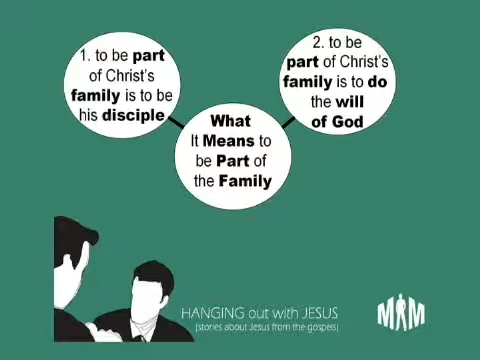 1. to be part
of Christ's
family is to be
his disciple
2. to be
part of Christ's
family is to do
the will
of God
What
It Means to
be Part of
the Family
HANGING out with JESUS
(stories about Jesus from the gospels)
MM